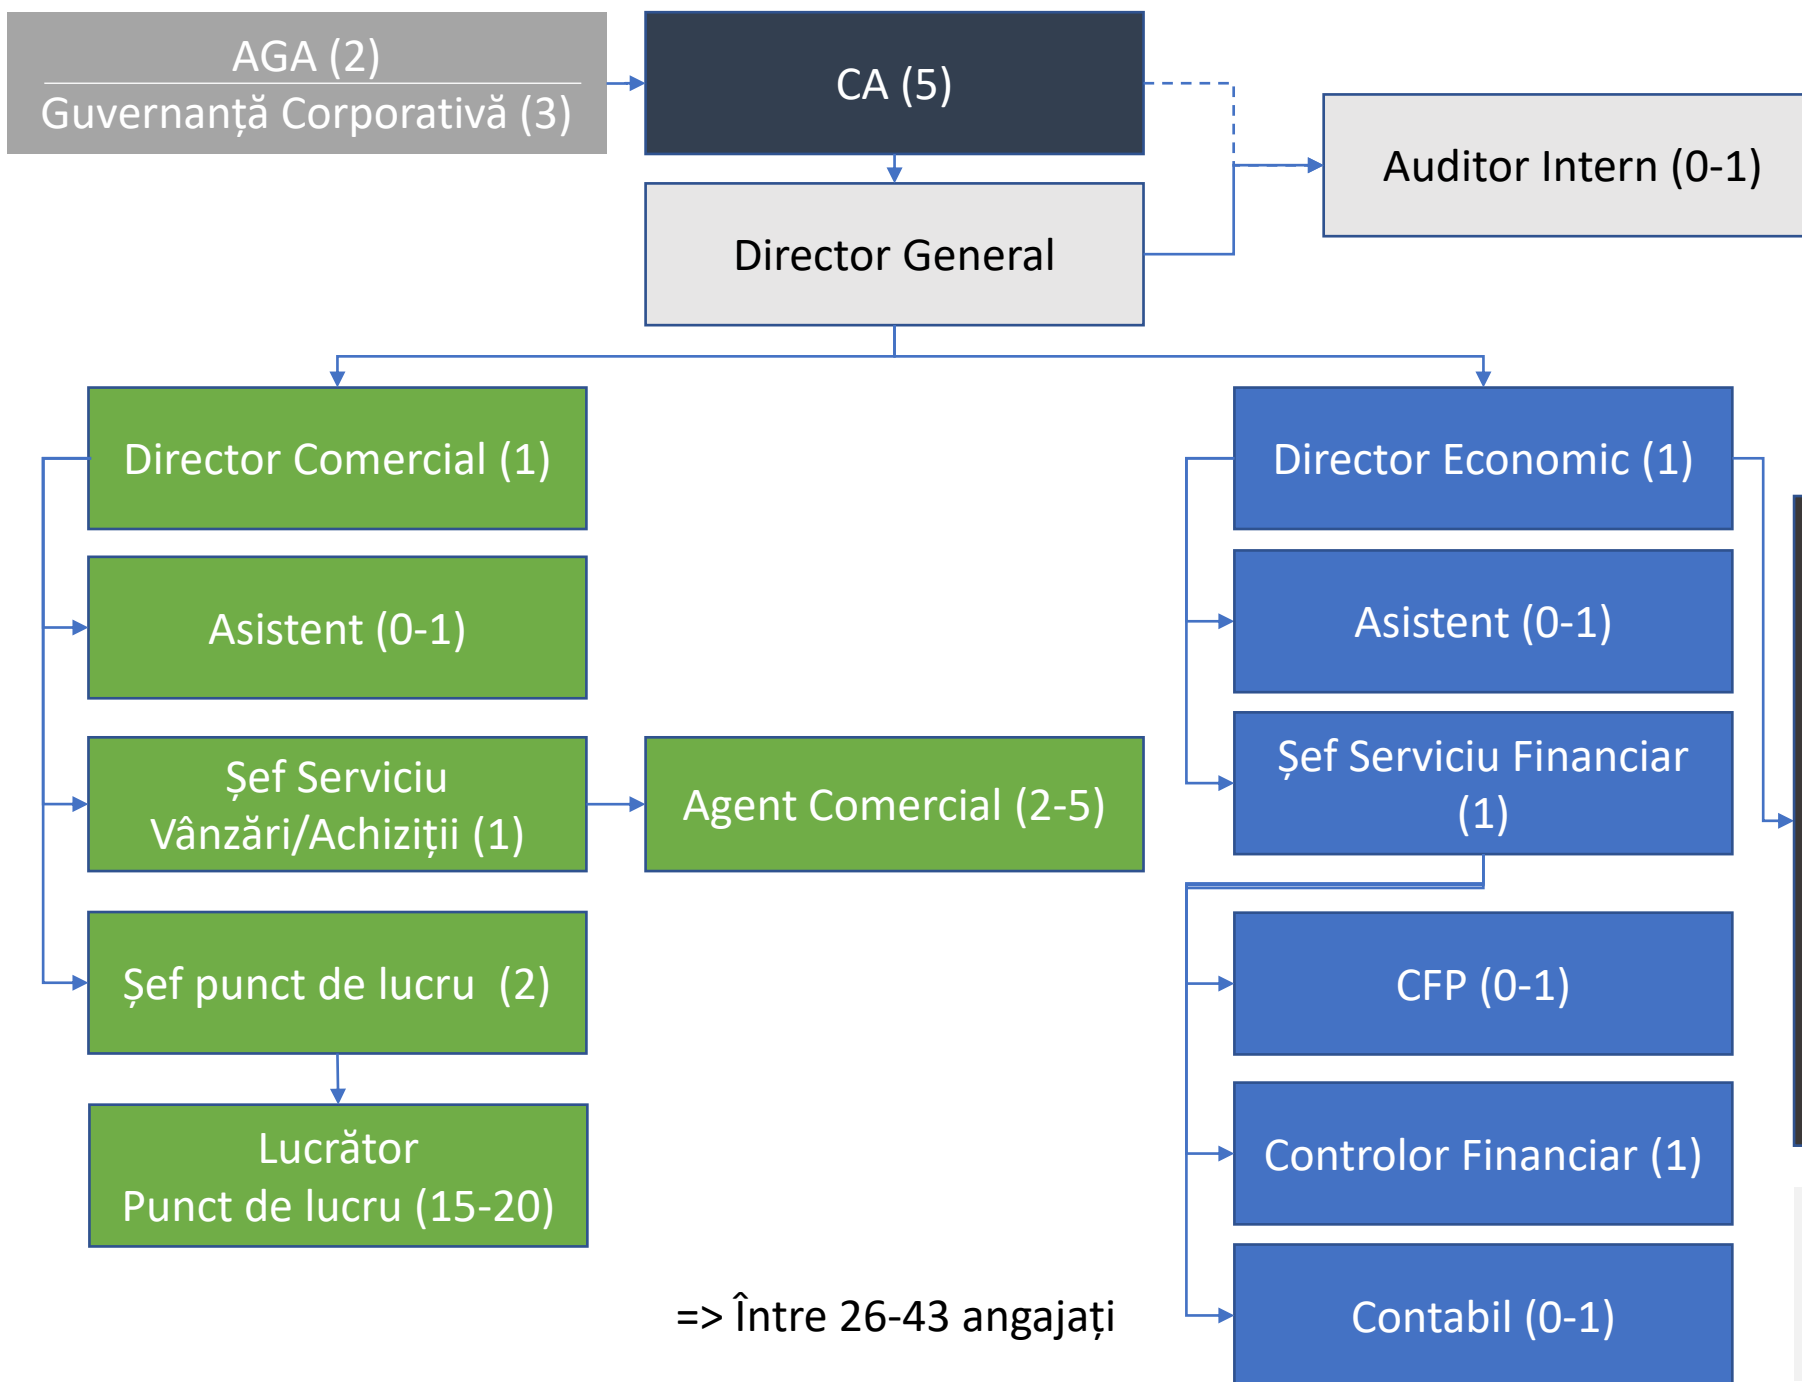 AGA (2)
Guvernanță Corporativă (3)
CA (5)
Auditor Intern (0-1)
Director General
Director Comercial (1)
Director Economic (1)
Asistent (0-1)
Asistent (0-1)
Șef Serviciu
Vânzări/Achiziții (1)
Agent Comercial (2-5)
Șef Serviciu Financiar
(1)
Șef punct de lucru (2)
CFP (0-1)
Lucrător
Punct de lucru (15-20)
Controlor Financiar (1)
=> Între 26-43 angajați
Contabil (0-1)